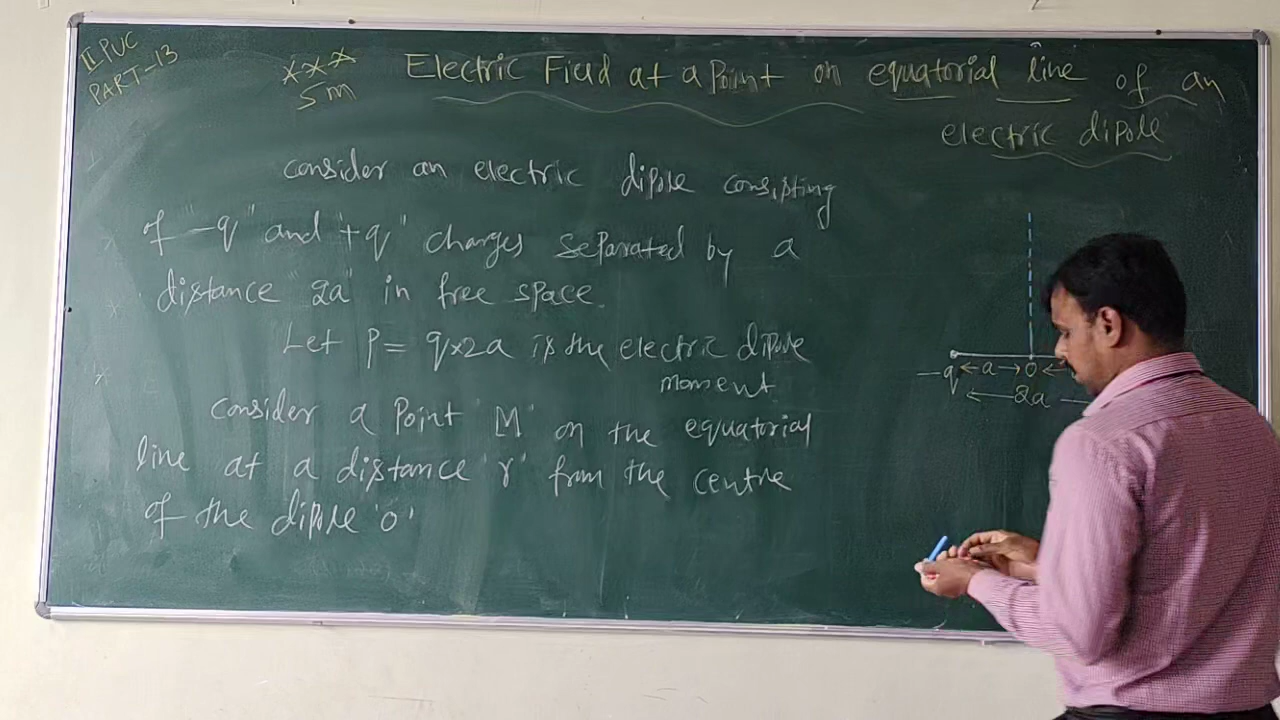 II PUC
PART-13
***
5m
Electric Field at a Point on equatorial line of an
electric dipole
consider an electric dipole consisting
of "-q" and "+q" charges separated by a
distance "2a" in free space.
Let P = q×2a is the electric dipole
moment.
consider a Point 'M' on the equatorial
line at a distance 'r' from the centre
of the dipole 'o'
-q ←a→ 0 ←
← 2a